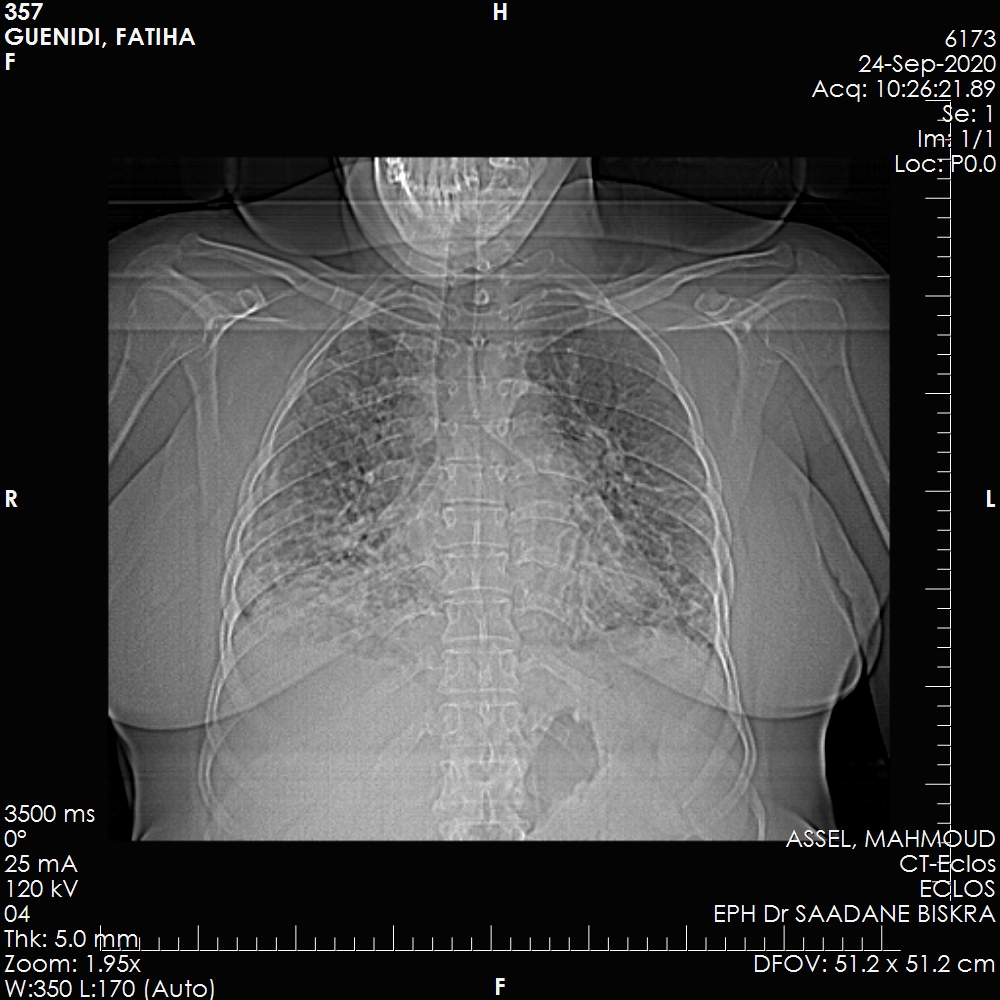 357
GUENIDI, FATIHA
F
H
6173
24-Sep-2020
Acq: 10:26:21.89
Se: 1
Im: 1/1
Loc: P0.0
R
L
3500 ms
0°
25 mA
120 kV
04
Thk: 5.0 mm
Zoom: 1.95x
W:350 L:170 (Auto)
F
ASSEL, MAHMOUD
CT-Eclos
ECLOS
EPH Dr SAADANE BISKRA
DFOV: 51.2 x 51.2 cm